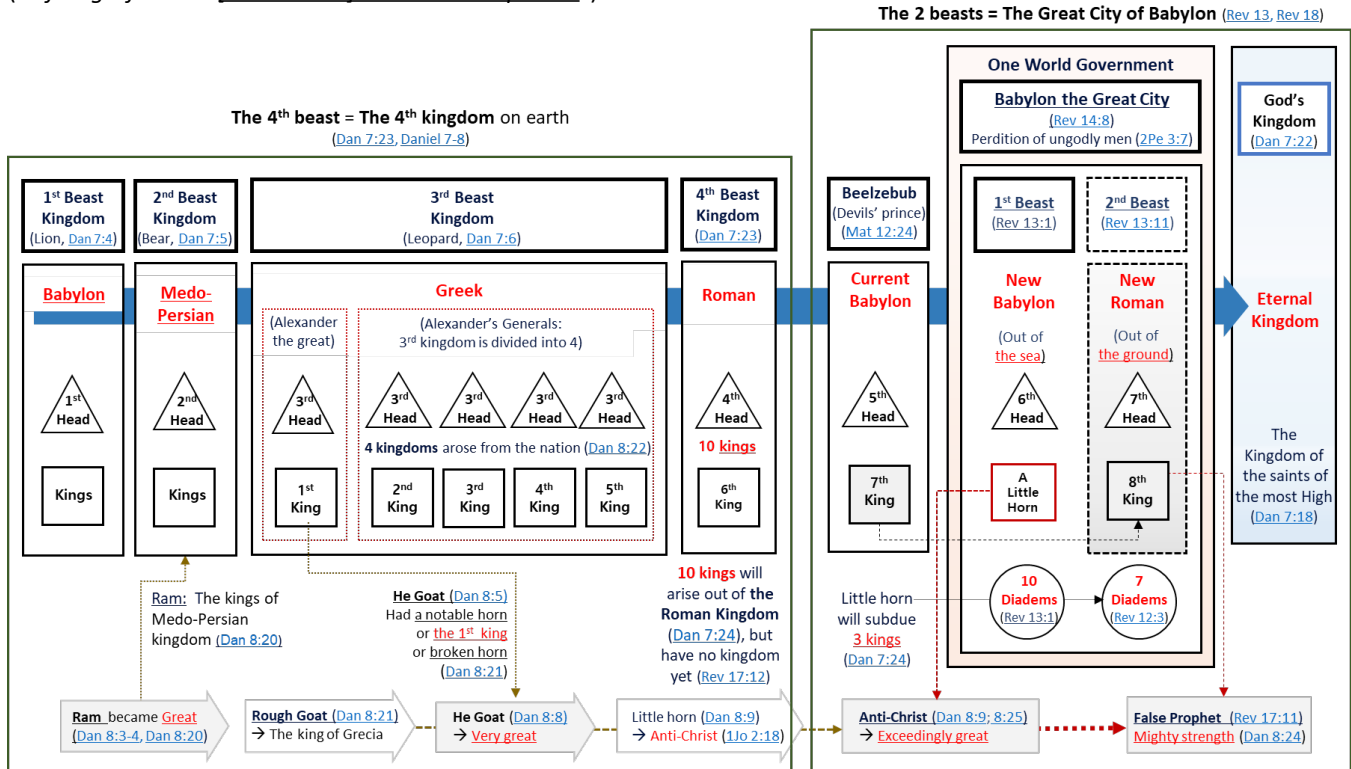 The 2 beasts = The Great City of Babylon (Rev 13, Rev 18)
The 4th beast = The 4th kingdom on earth
(Dan 7:23, Daniel 7-8)
1st Beast
Kingdom
(Lion, Dan 7:4)
2nd Beast
Kingdom
(Bear, Dan 7:5)
3rd Beast
Kingdom
(Leopard, Dan 7:6)
4th Beast
Kingdom
(Dan 7:23)
Babylon
Medo-
Persian
Greek
Roman
(Alexander
the great)
(Alexander's Generals:
3rd kingdom is divided into 4)
1st
Head
2nd
Head
3rd
Head
3rd
Head
3rd
Head
3rd
Head
3rd
Head
4th
Head
4 kingdoms arose from the nation (Dan 8:22)
10 kings
Kings
Kings
1st
King
2nd
King
3rd
King
4th
King
5th
King
6th
King
Ram: The kings of
Medo-Persian
kingdom (Dan 8:20)
He Goat (Dan 8:5)
Had a notable horn
or the 1st king
or broken horn
(Dan 8:21)
10 kings will
arise out of the
Roman Kingdom
(Dan 7:24), but
have no kingdom
yet (Rev 17:12)
Ram became Great
(Dan 8:3-4, Dan 8:20)
Rough Goat (Dan 8:21)
→ The king of Grecia
He Goat (Dan 8:8)
→ Very great
Little horn (Dan 8:9)
→ Anti-Christ (1Jo 2:18)
One World Government
Babylon the Great City
(Rev 14:8)
Perdition of ungodly men (2Pe 3:7)
God's
Kingdom
(Dan 7:22)
Beelzebub
(Devils' prince)
(Mat 12:24)
1st Beast
(Rev 13:1)
2nd Beast
(Rev 13:11)
Current
Babylon
New
Babylon
New
Roman
Eternal
Kingdom
(Out of
the sea)
(Out of
the ground)
5th
Head
6th
Head
7th
Head
7th
King
A
Little
Horn
8th
King
The
Kingdom of
the saints of
the most High
(Dan 7:18)
Little horn
will subdue
3 kings
(Dan 7:24)
10
Diadems
(Rev 13:1)
7
Diadems
(Rev 12:3)
Anti-Christ (Dan 8:9; 8:25)
→ Exceedingly great
False Prophet (Rev 17:11)
Mighty strength (Dan 8:24)